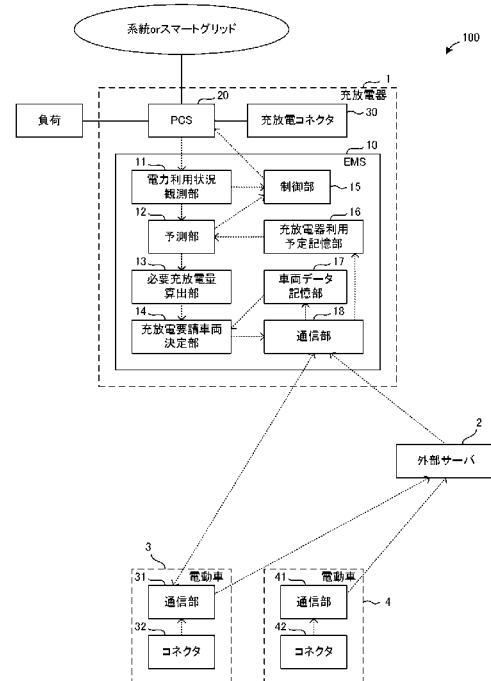 系統orスマートグリッド
100
1
充放電器
20
負荷
PCS
充放電コネクタ
30
10
EMS
11
電力利用状況
観測部
制御部
15
12
予測部
16
充放電器利用
予定記憶部
13
必要充放電量
算出部
17
車両データ
記憶部
14
充放電要請車両
決定部
18
通信部
2
外部サーバ
3
電動車
31
通信部
32
コネクタ
電動車
41
通信部
4
42
コネクタ